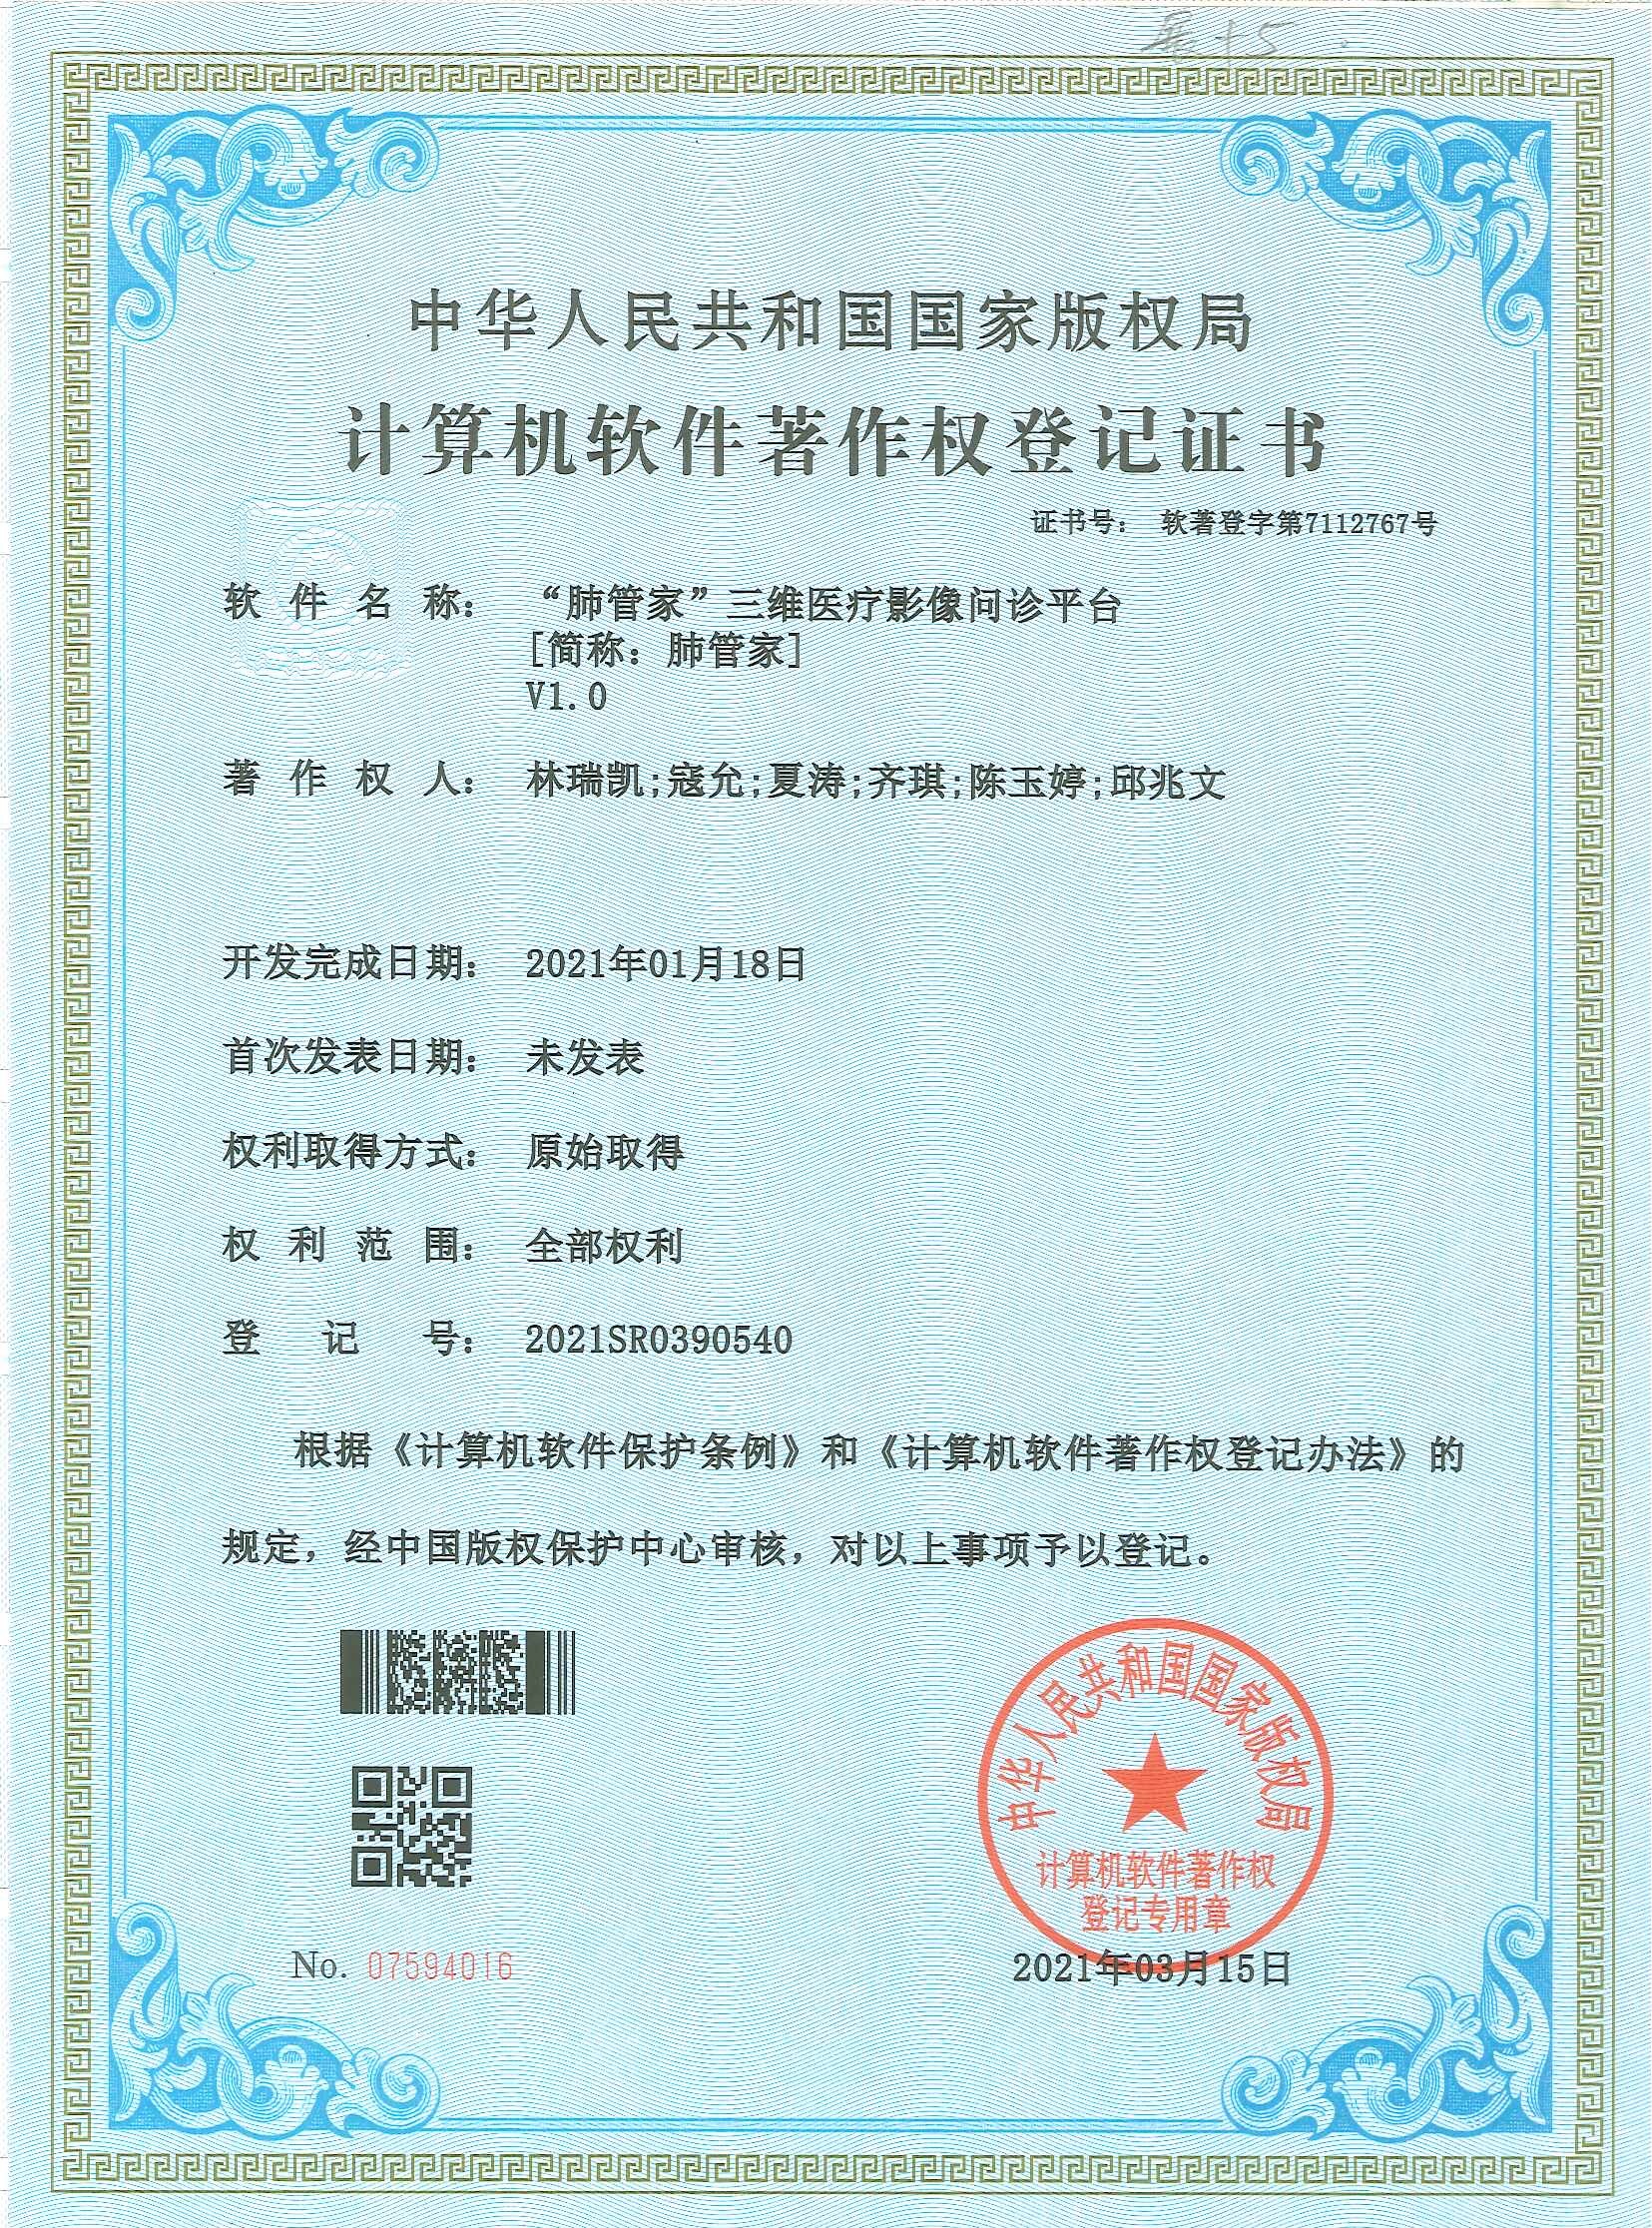 中华人民共和国国家版权局
计算机软件著作权登记证书
证书号： 软著登字第7112767号
软件名称： “肺管家”三维医疗影像问诊平台
[简称：肺管家]
V1.0
著作权人： 林瑞凯;寇允;夏涛;齐琪;陈玉婷;邱兆文
开发完成日期： 2021年01月18日
首次发表日期： 未发表
权利取得方式： 原始取得
权利范围： 全部权利
登记号： 2021SR0390540
根据《计算机软件保护条例》和《计算机软件著作权登记办法》的
规定，经中国版权保护中心审核，对以上事项予以登记。
中华人民共和国国家版权局
计算机软件著作权
登记专用章
No. 07594016
2021年03月15日